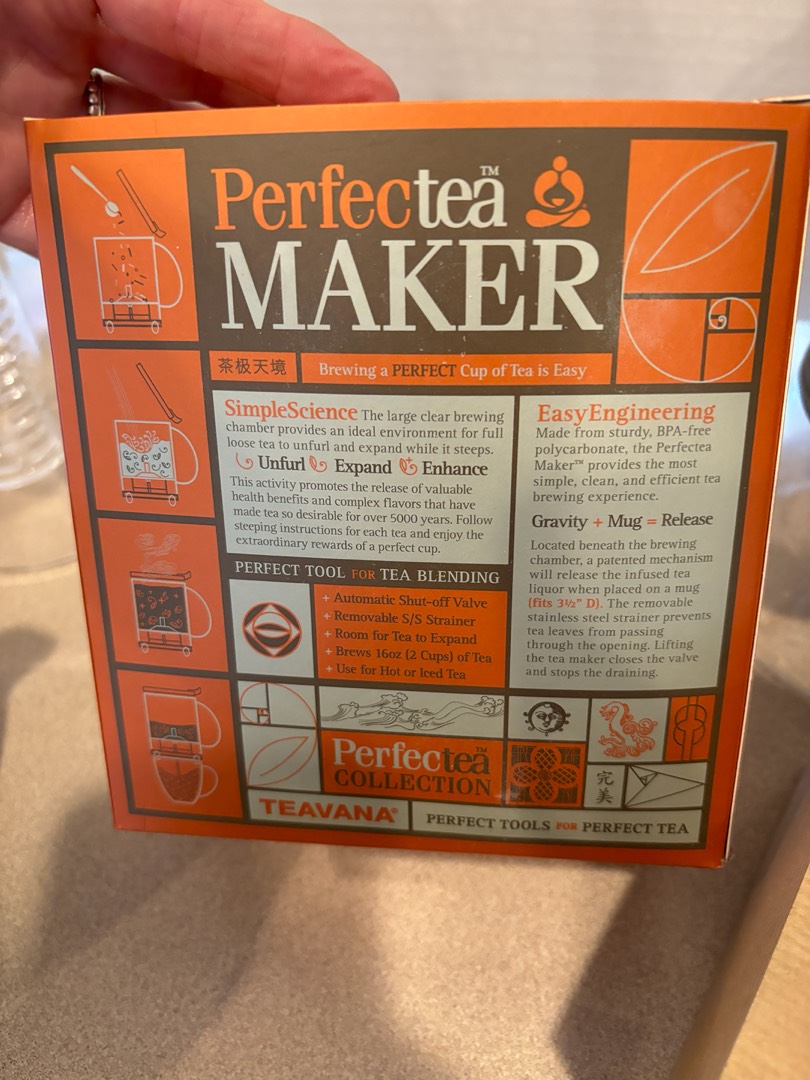 Perfectea™
MAKER
茶极天境
Brewing a PERFECT Cup of Tea is Easy
SimpleScience The large clear brewing
chamber provides an ideal environment for full
loose tea to unfurl and expand while it steeps.
Unfurl Expand Enhance
This activity promotes the release of valuable
health benefits and complex flavors that have
made tea so desirable for over 5000 years. Follow
steeping instructions for each tea and enjoy the
extraordinary rewards of a perfect cup.
PERFECT TOOL FOR TEA BLENDING
+ Automatic Shut-off Valve
+ Removable S/S Strainer
+ Room for Tea to Expand
+ Brews 16oz (2 Cups) of Tea
+ Use for Hot or Iced Tea
EasyEngineering
Made from sturdy, BPA-free
polycarbonate, the Perfectea
Maker™ provides the most
simple, clean, and efficient tea
brewing experience.
Gravity + Mug = Release
Located beneath the brewing
chamber, a patented mechanism
will release the infused tea
liquor when placed on a mug
(fits 3½" D). The removable
stainless steel strainer prevents
tea leaves from passing
through the opening. Lifting
the tea maker closes the valve
and stops the draining.
Perfectea™
COLLECTION
完
美
TEAVANA®
PERFECT TOOLS FOR PERFECT TEA